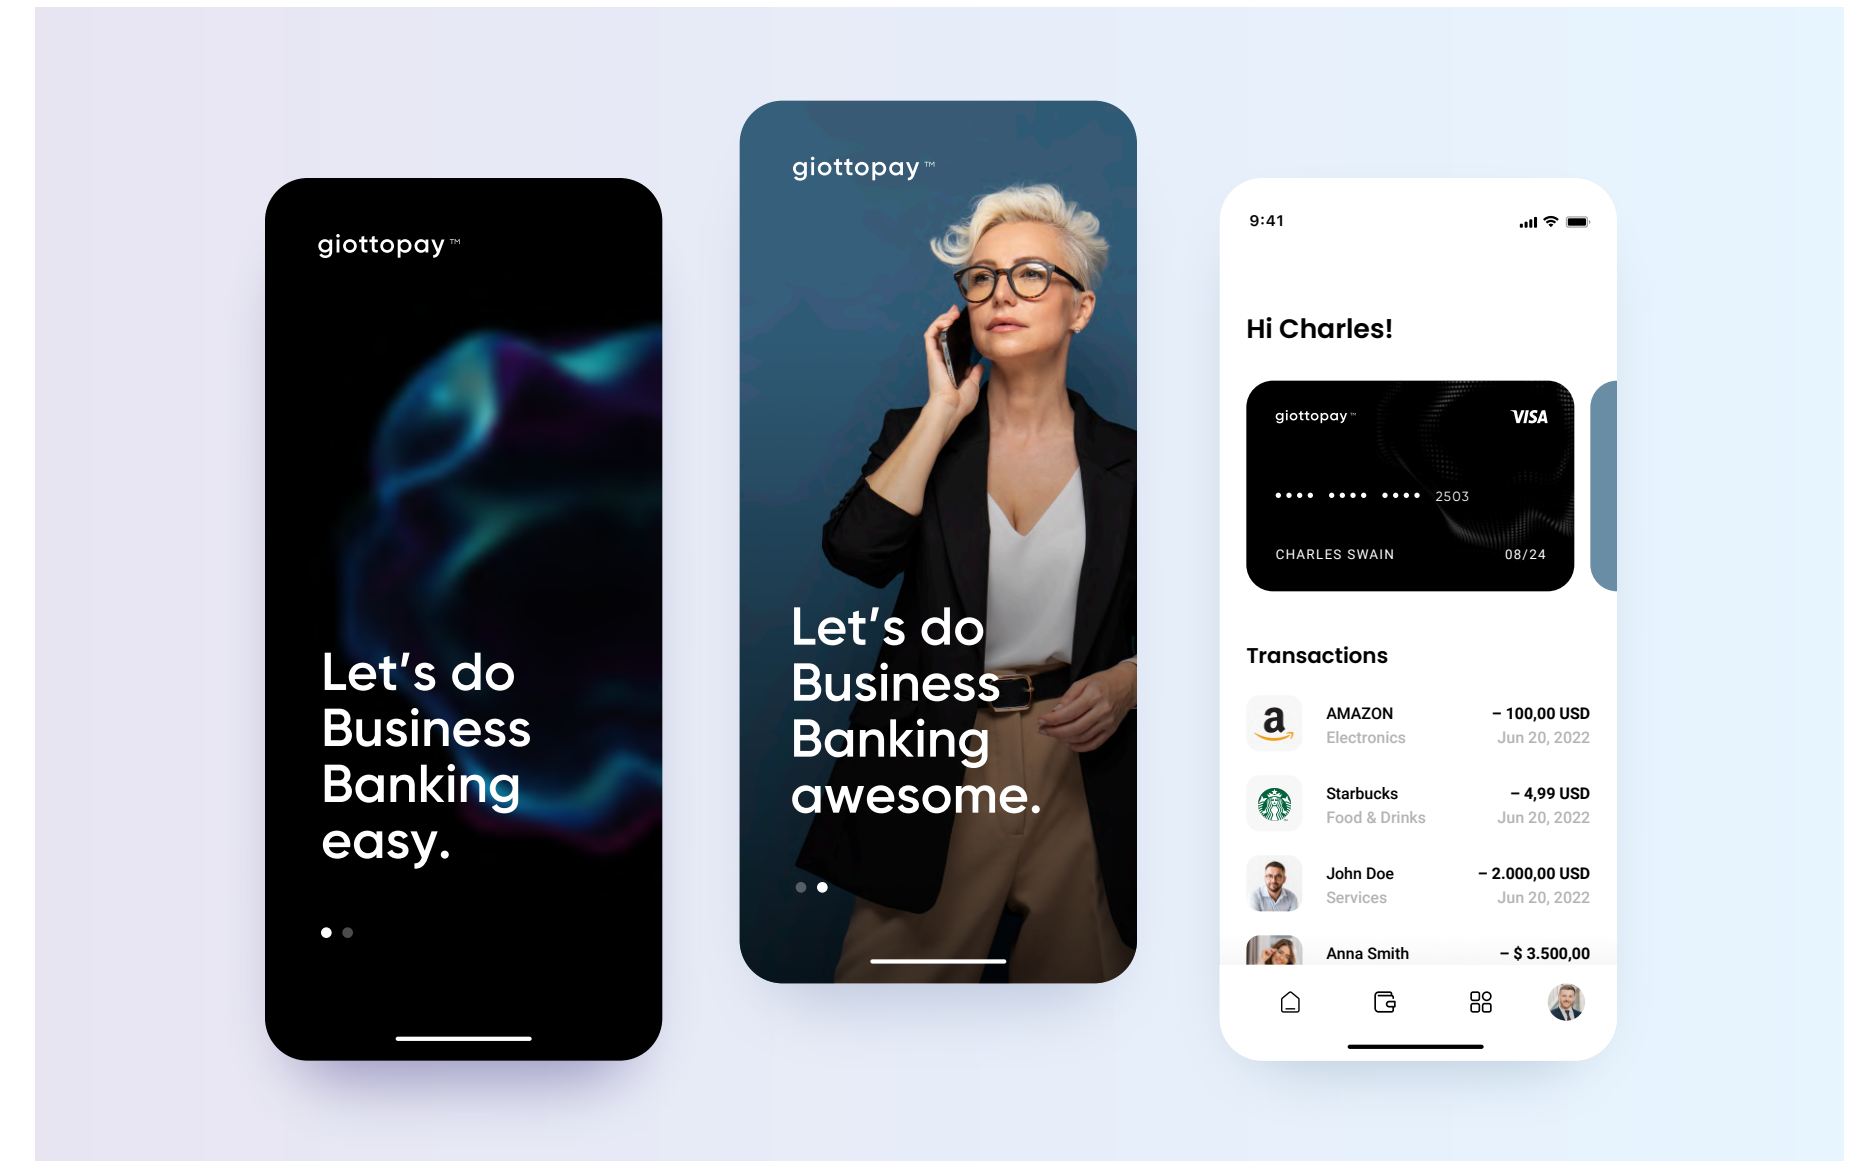 giottopay™
Let's do
Business
Banking
easy.
giottopay™
Let's do
Business
Banking
awesome.
9:41
Hi Charles!
giottopay™
VISA
•••• •••• •••• 2503
CHARLES SWAIN
08/24
Transactions
AMAZON
– 100,00 USD
Electronics
Jun 20, 2022
Starbucks
– 4,99 USD
Food & Drinks
Jun 20, 2022
John Doe
– 2.000,00 USD
Services
Jun 20, 2022
Anna Smith
– $ 3.500,00